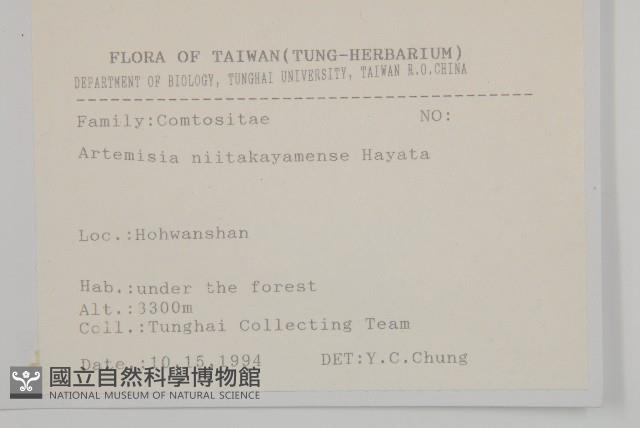 FLORA OF TAIWAN(TUNG-HERBARIUM)
DEPARTMENT OF BIOLOGY, TUNGHAI UNIVERSITY, TAIWAN R.O.CHINA
Family:Comtositae NO:
Artemisia niitakayamense Hayata
Loc.:Hohwanshan
Hab.:under the forest
Alt.:3300m
Coll.:Tunghai Collecting Team
Date.:10.15.1994 DET:Y.C.Chung
國立自然科學博物館
NATIONAL MUSEUM OF NATURAL SCIENCE